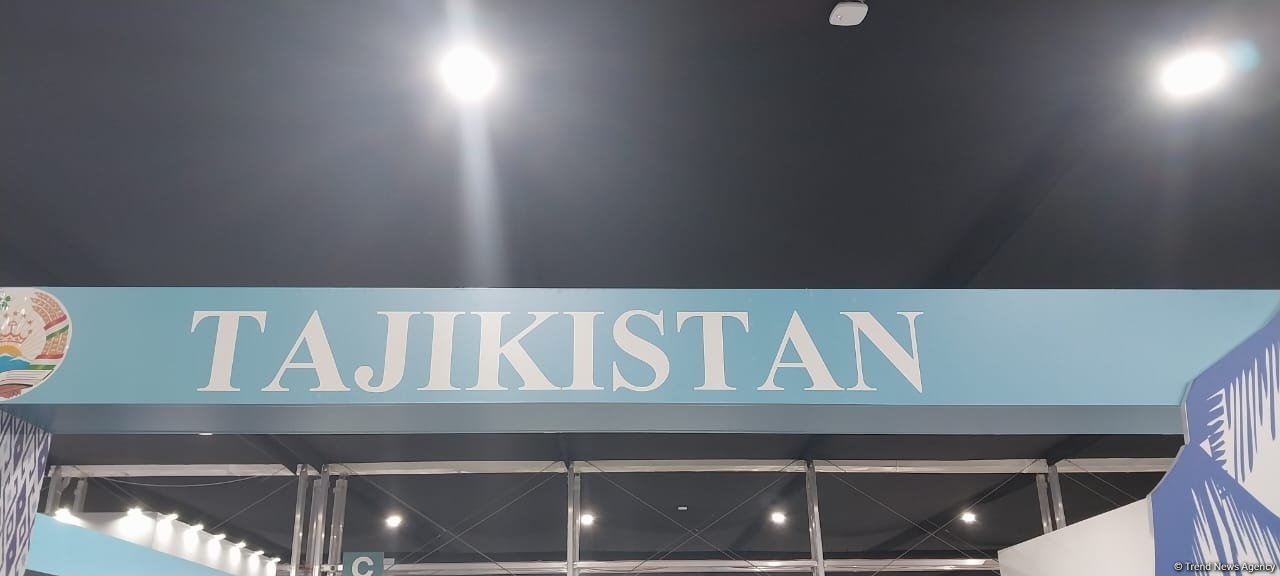 TAJIKISTAN
C
© Trend News Agency